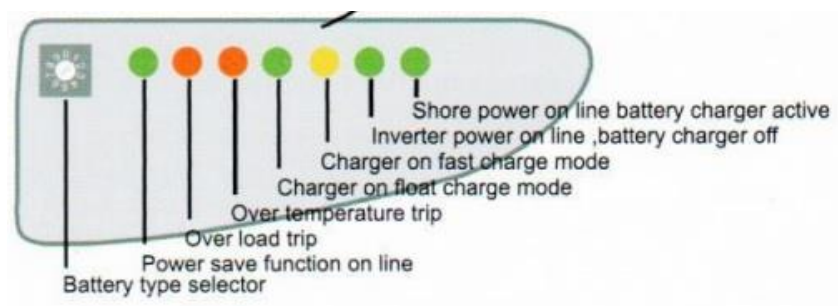 Shore power on line battery charger active
Inverter power on line ,battery charger off
Charger on fast charge mode
Charger on float charge mode
Over temperature trip
Over load trip
Power save function on line
Battery type selector